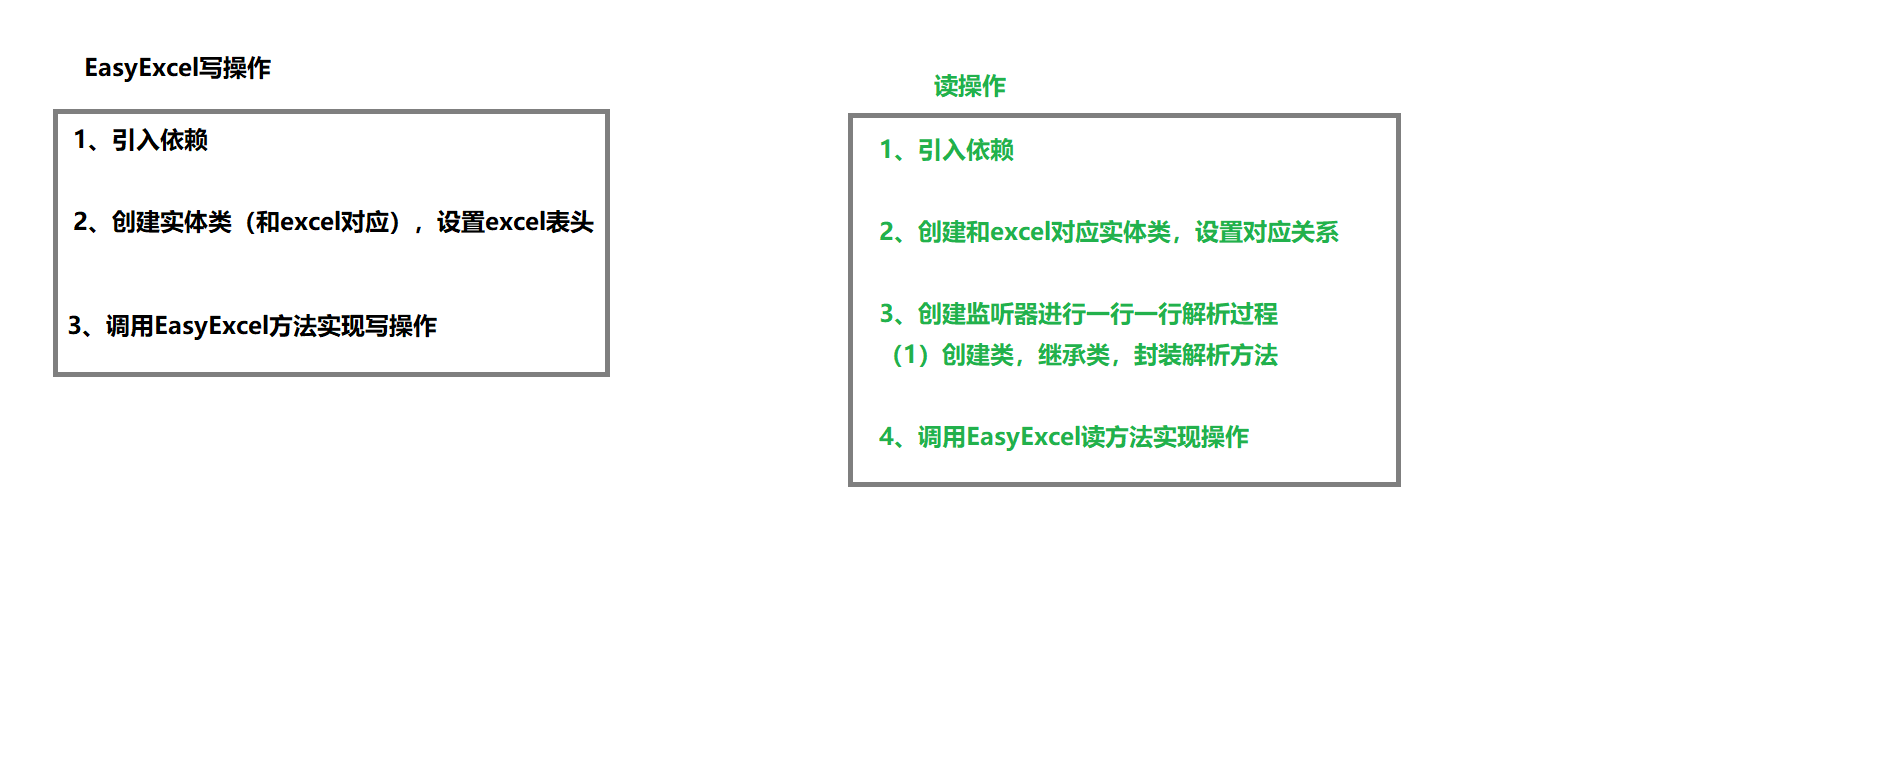 EasyExcel写操作
1、引入依赖
2、创建实体类（和excel对应），设置excel表头
3、调用EasyExcel方法实现写操作
读操作
1、引入依赖
2、创建和excel对应实体类，设置对应关系
3、创建监听器进行一行一行解析过程
（1）创建类，继承类，封装解析方法
4、调用EasyExcel读方法实现操作